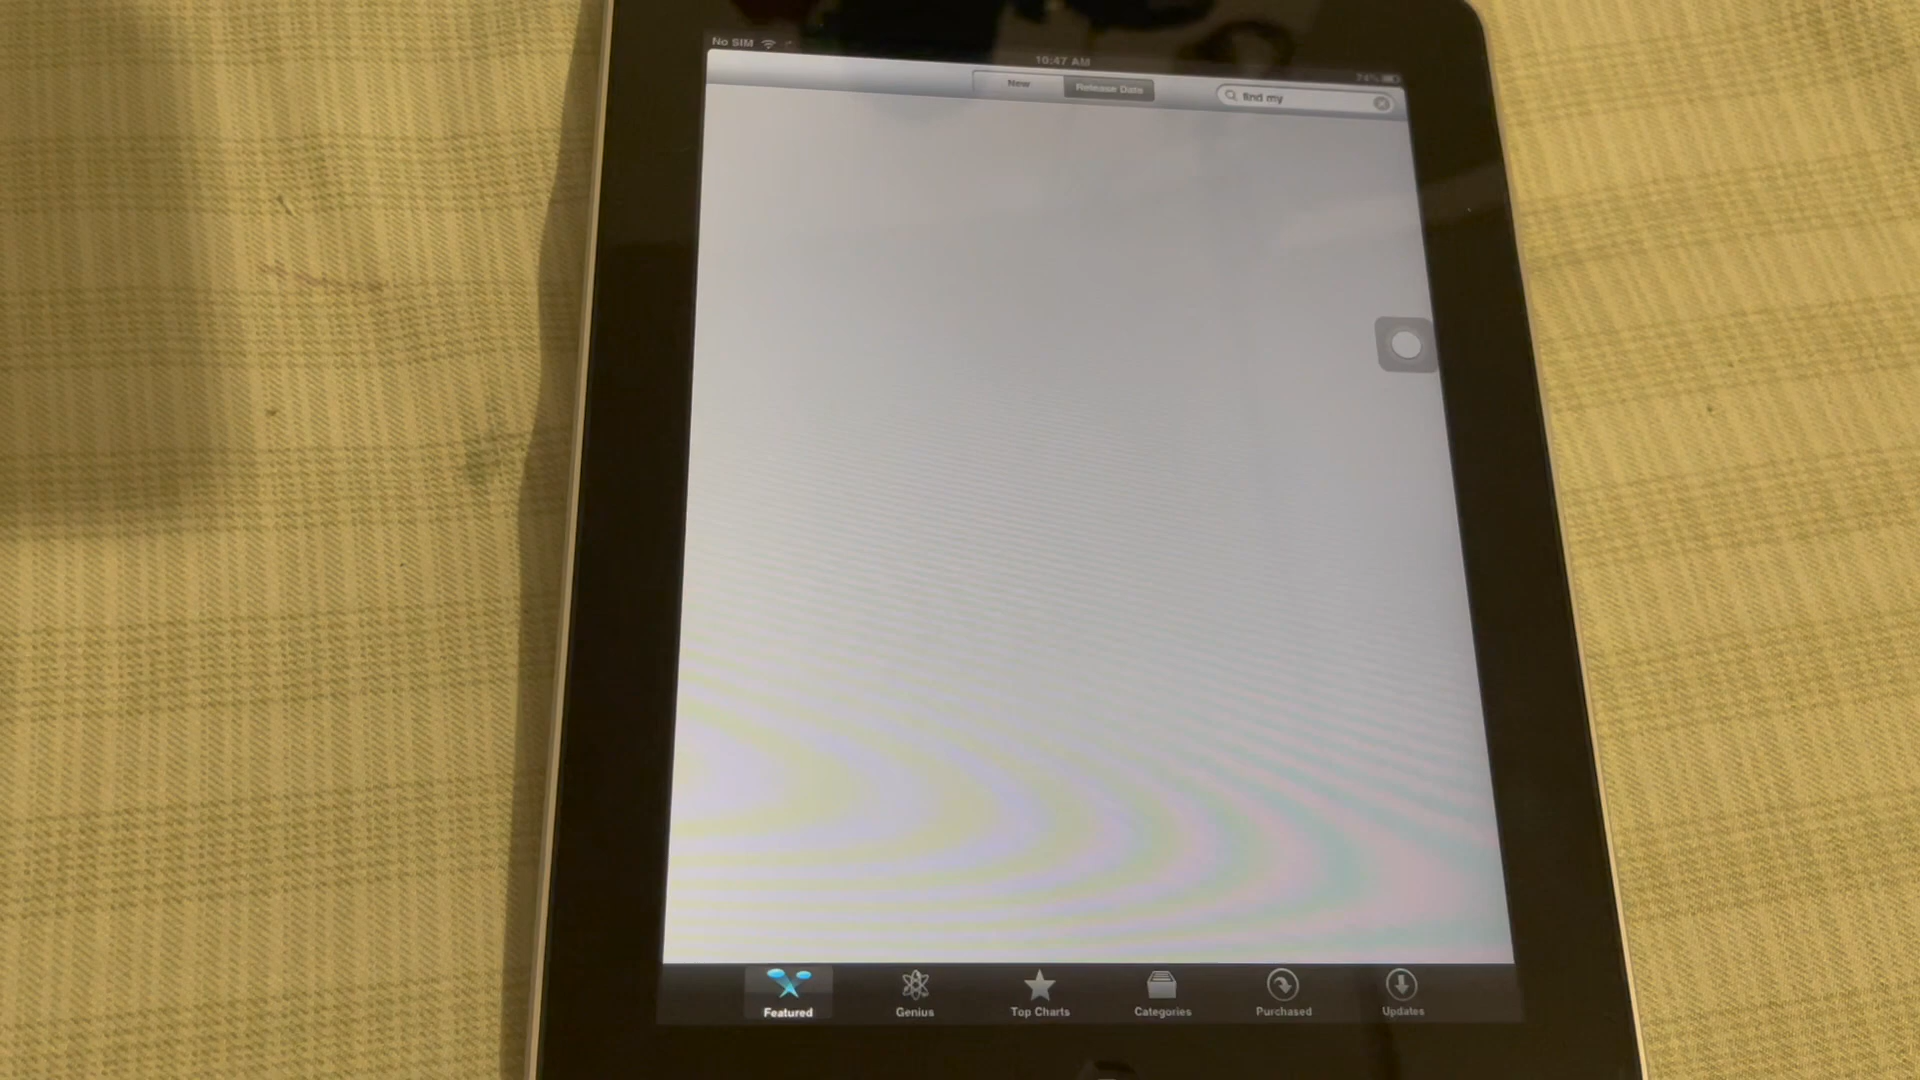 No SIM
10:47 AM
74%
New
Release Date
find my
Featured
Genius
Top Charts
Categories
Purchased
Updates